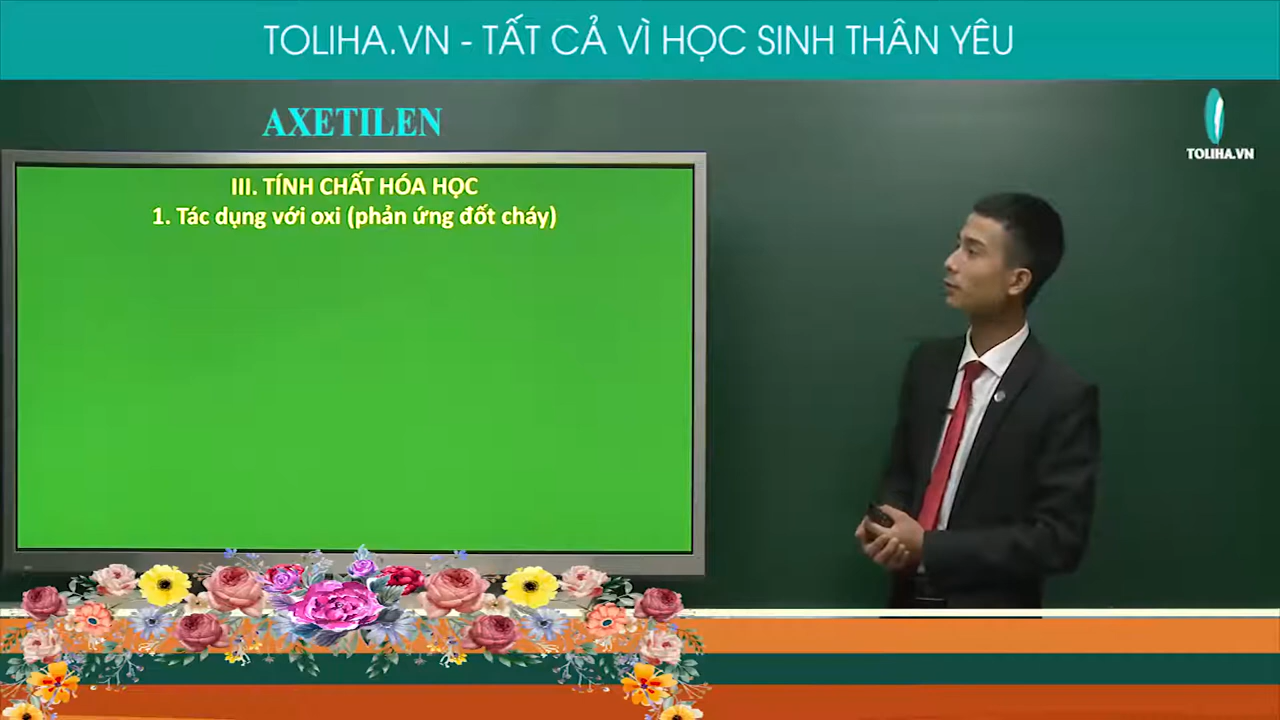 TOLIHA.VN - TẤT CẢ VÌ HỌC SINH THÂN YÊU
AXETILEN
TOLIHA.VN
III. TÍNH CHẤT HÓA HỌC
1. Tác dụng với oxi (phản ứng đốt cháy)